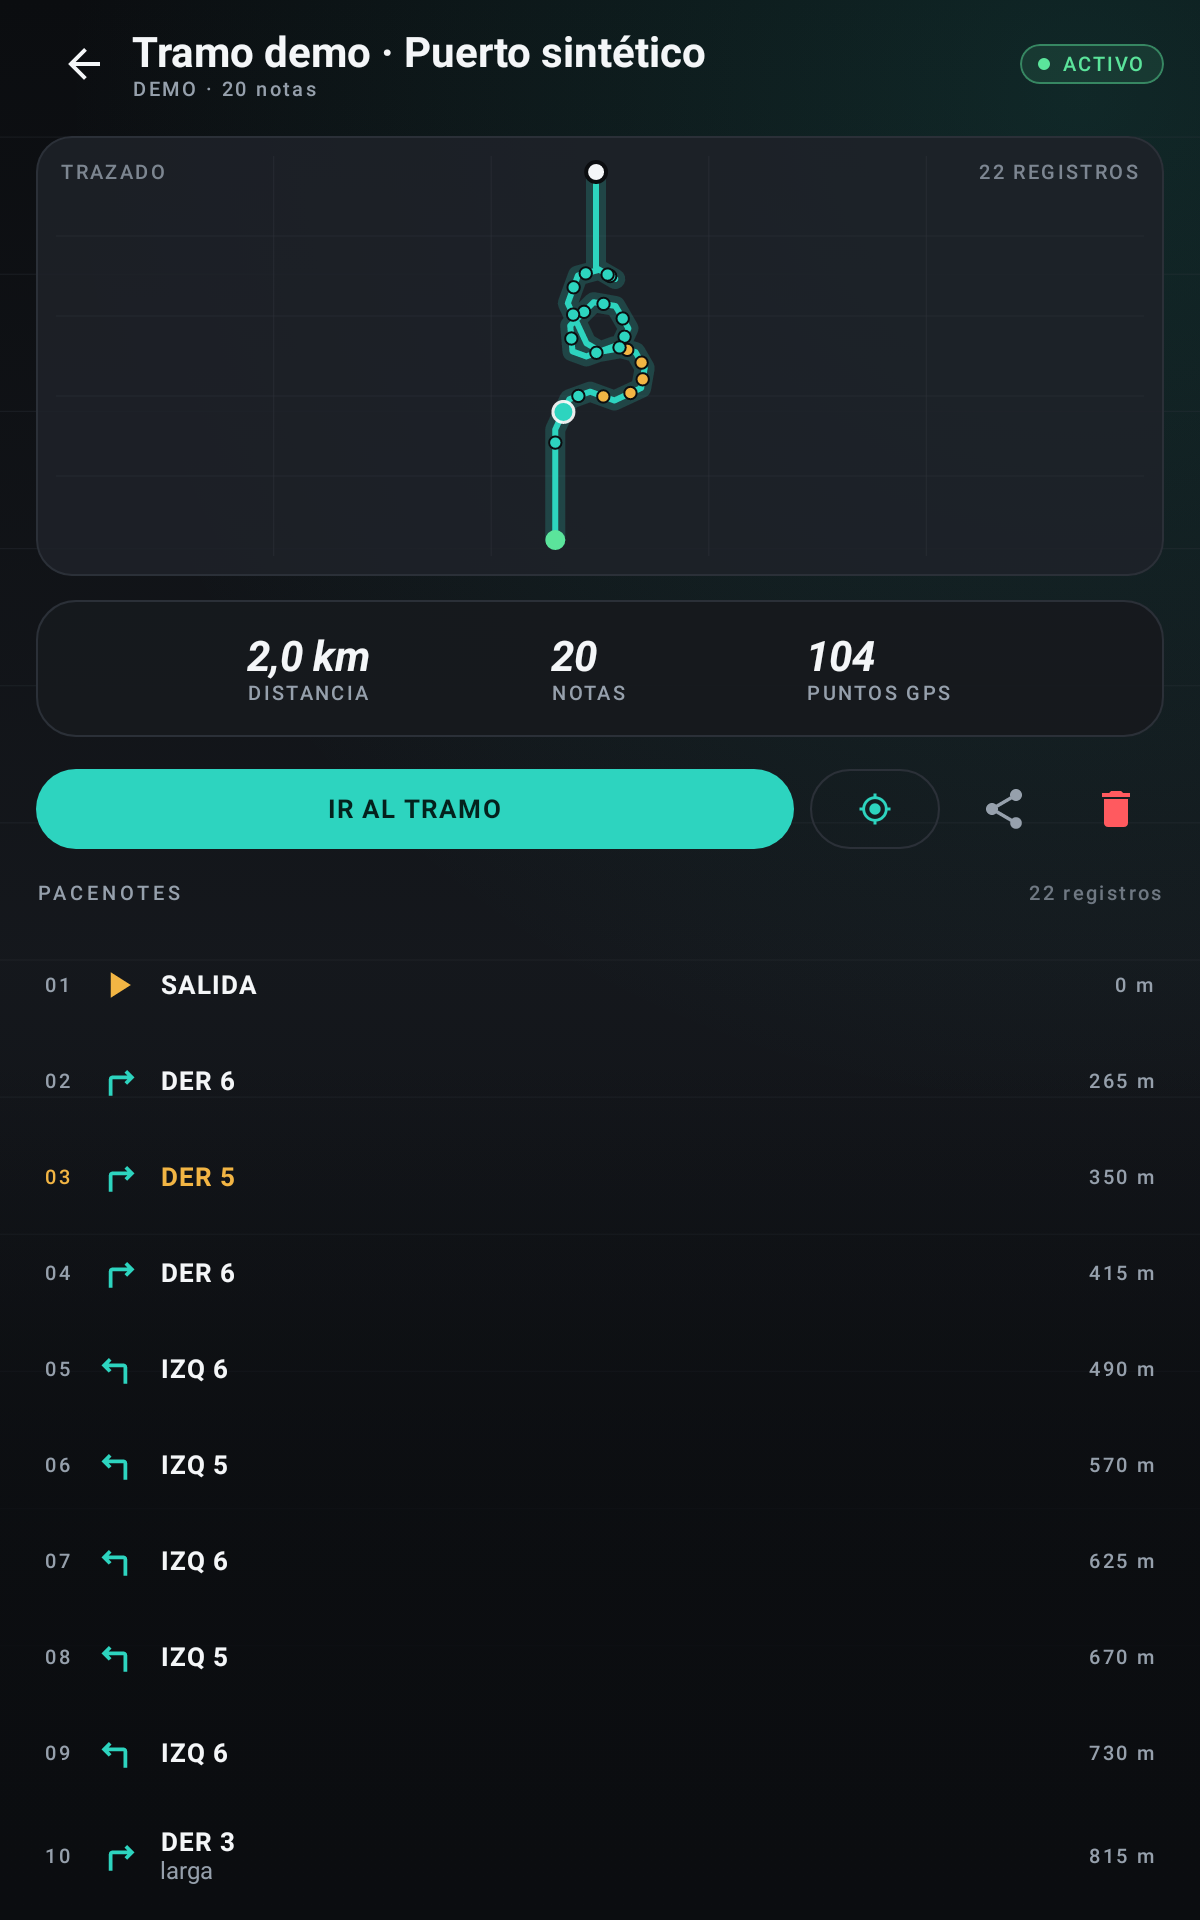 Tramo demo · Puerto sintético
DEMO · 20 notas
ACTIVO
TRAZADO
22 REGISTROS
2,0 km
DISTANCIA
20
NOTAS
104
PUNTOS GPS
IR AL TRAMO
PACENOTES
22 registros
01 SALIDA 0 m
02 DER 6 265 m
03 DER 5 350 m
04 DER 6 415 m
05 IZQ 6 490 m
06 IZQ 5 570 m
07 IZQ 6 625 m
08 IZQ 5 670 m
09 IZQ 6 730 m
10 DER 3 815 m
larga